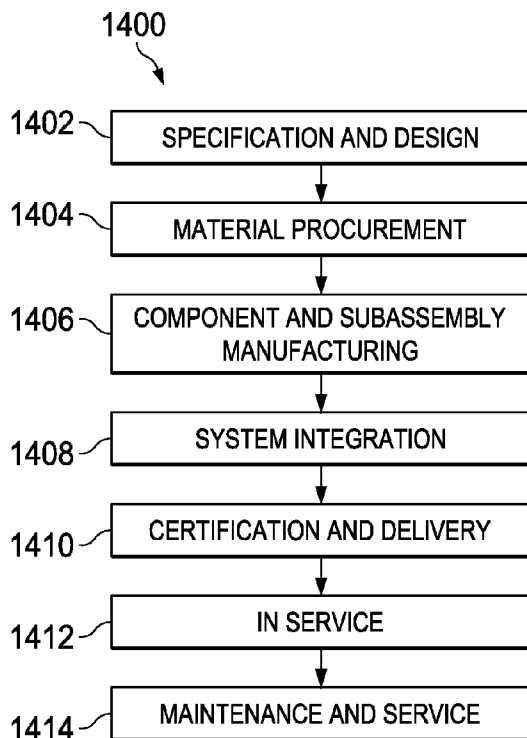 1400
1402
SPECIFICATION AND DESIGN
1404
MATERIAL PROCUREMENT
1406
COMPONENT AND SUBASSEMBLY
MANUFACTURING
1408
SYSTEM INTEGRATION
1410
CERTIFICATION AND DELIVERY
1412
IN SERVICE
1414
MAINTENANCE AND SERVICE